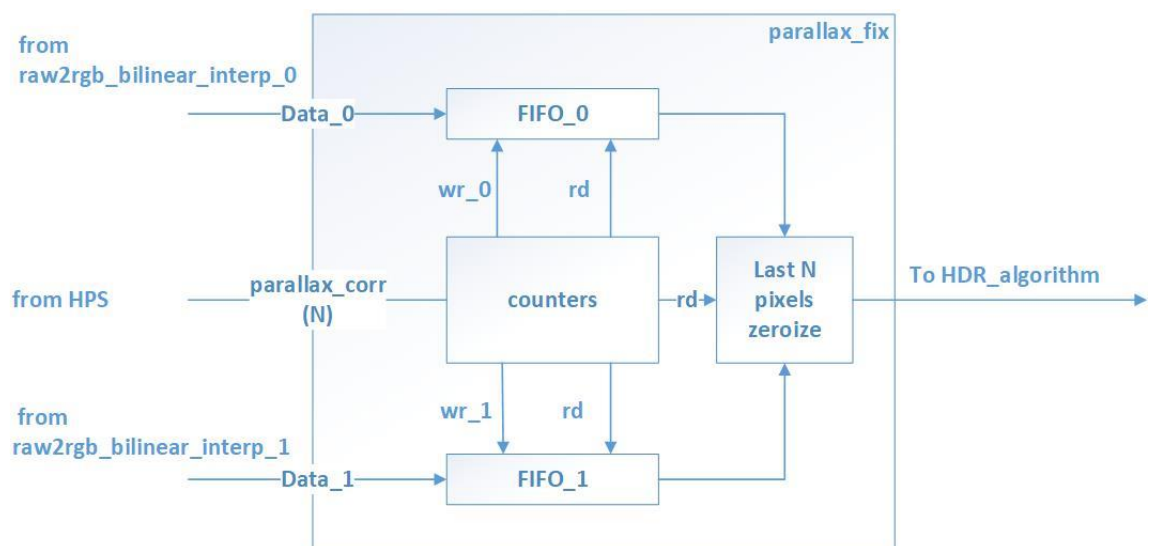 parallax_fix
from
raw2rgb_bilinear_interp_0
Data_0
FIFO_0
wr_0
rd
from HPS
parallax_corr
(N)
counters
rd
Last N
pixels
zeroize
To HDR_algorithm
wr_1
rd
from
raw2rgb_bilinear_interp_1
Data_1
FIFO_1